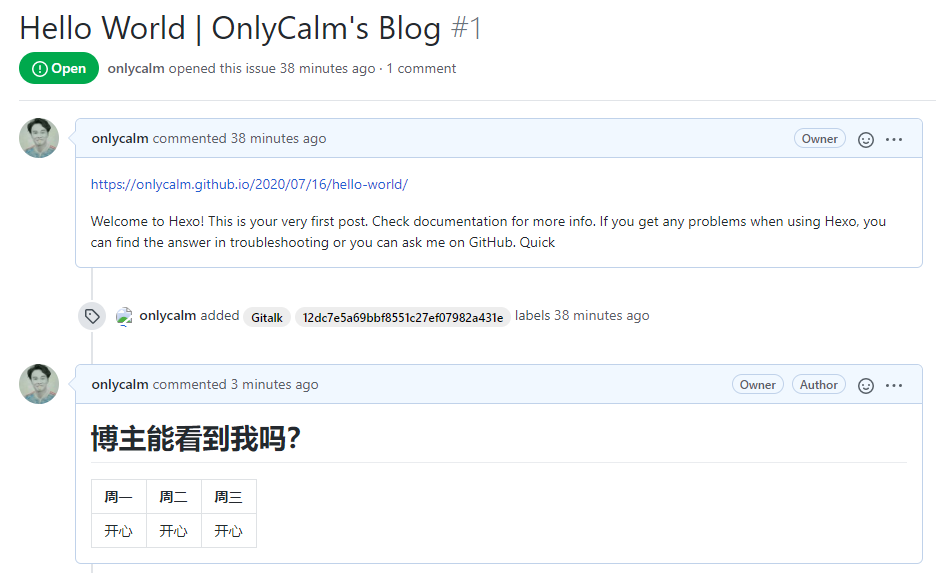 Hello World | OnlyCalm's Blog #1
Open onlycalm opened this issue 38 minutes ago · 1 comment
onlycalm commented 38 minutes ago Owner
https://onlycalm.github.io/2020/07/16/hello-world/
Welcome to Hexo! This is your very first post. Check documentation for more info. If you get any problems when using Hexo, you
can find the answer in troubleshooting or you can ask me on GitHub. Quick
onlycalm added Gitalk 12dc7e5a69bbf8551c27ef07982a431e labels 38 minutes ago
onlycalm commented 3 minutes ago Owner Author
博主能看到我吗？
周一 周二 周三
开心 开心 开心